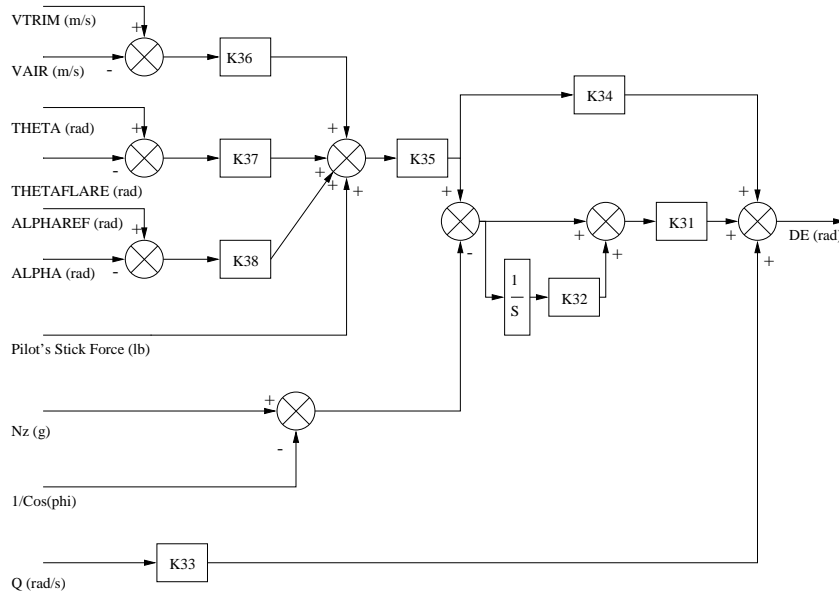 VTRIM (m/s)
+
K36
-
VAIR (m/s)
K34
THETA (rad)
+
+
K37
K35
-
+
+
+
THETAFLARE (rad)
+
+
ALPHAREF (rad)
+
K31
+
+
DE (rad)
K38
-
ALPHA (rad)
-
+
+
1
S
K32
Pilot's Stick Force (lb)
+
Nz (g)
-
1/Cos(phi)
K33
Q (rad/s)